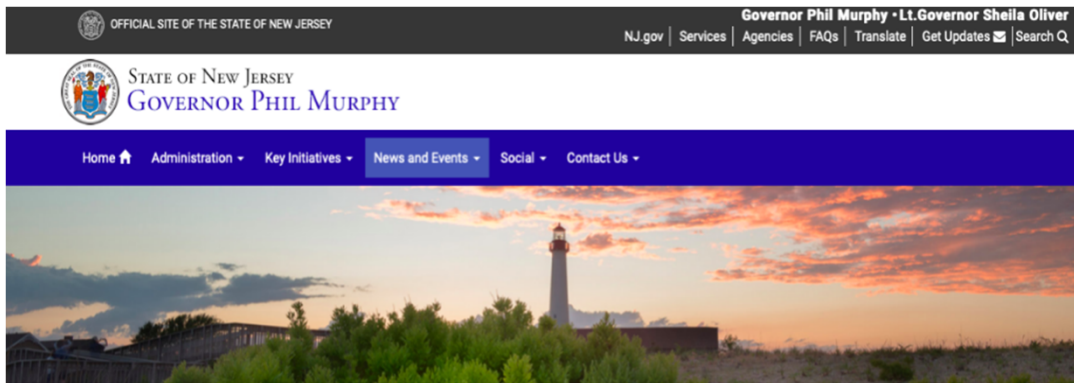 OFFICIAL SITE OF THE STATE OF NEW JERSEY
Governor Phil Murphy • Lt.Governor Sheila Oliver
NJ.gov | Services | Agencies | FAQs | Translate | Get Updates | Search
STATE OF NEW JERSEY
GOVERNOR PHIL MURPHY
Home Administration Key Initiatives News and Events Social Contact Us